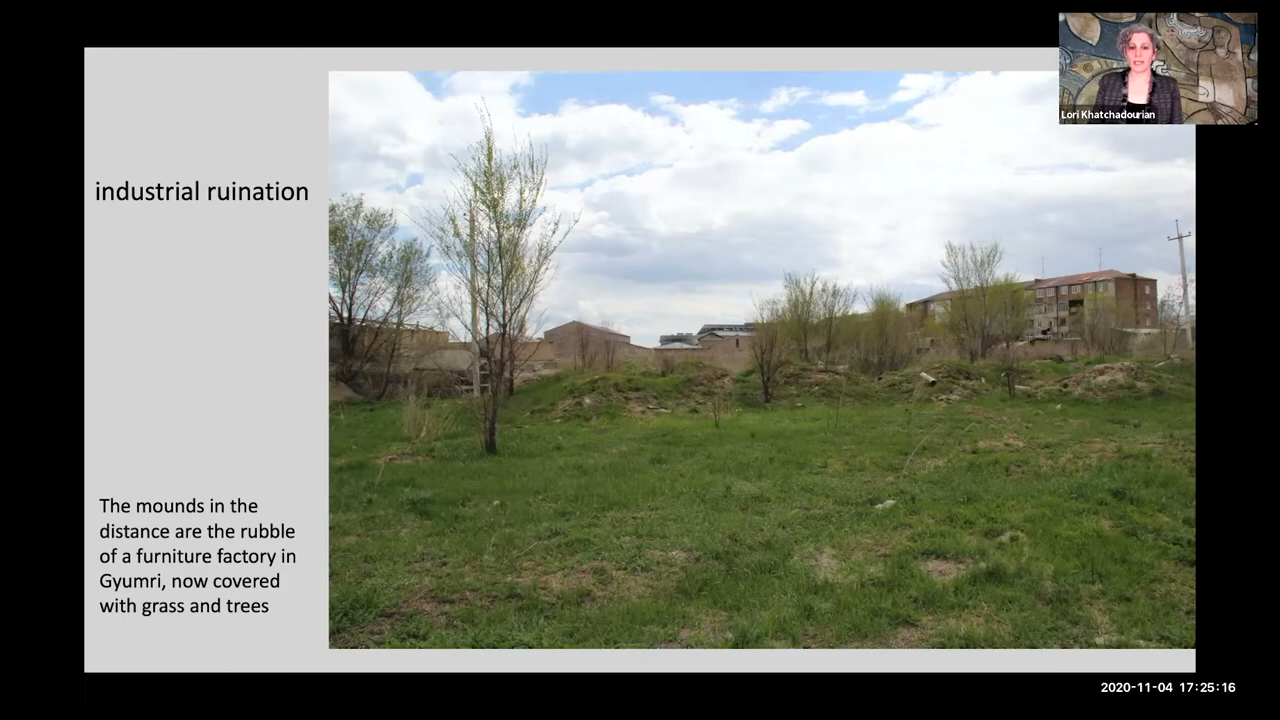 Lori Khatchadourian
industrial ruination
The mounds in the
distance are the rubble
of a furniture factory in
Gyumri, now covered
with grass and trees
2020-11-04 17:25:16